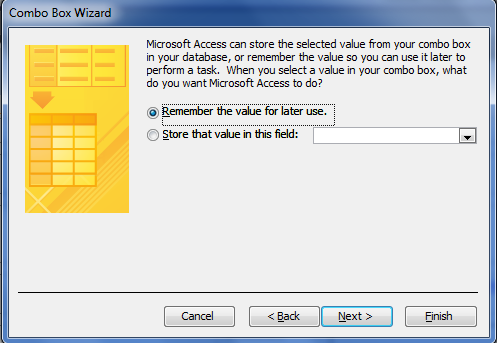 Combo Box Wizard
Microsoft Access can store the selected value from your combo box
in your database, or remember the value so you can use it later to
perform a task. When you select a value in your combo box, what
do you want Microsoft Access to do?
Remember the value for later use.
Store that value in this field:
Cancel
< Back
Next >
Finish